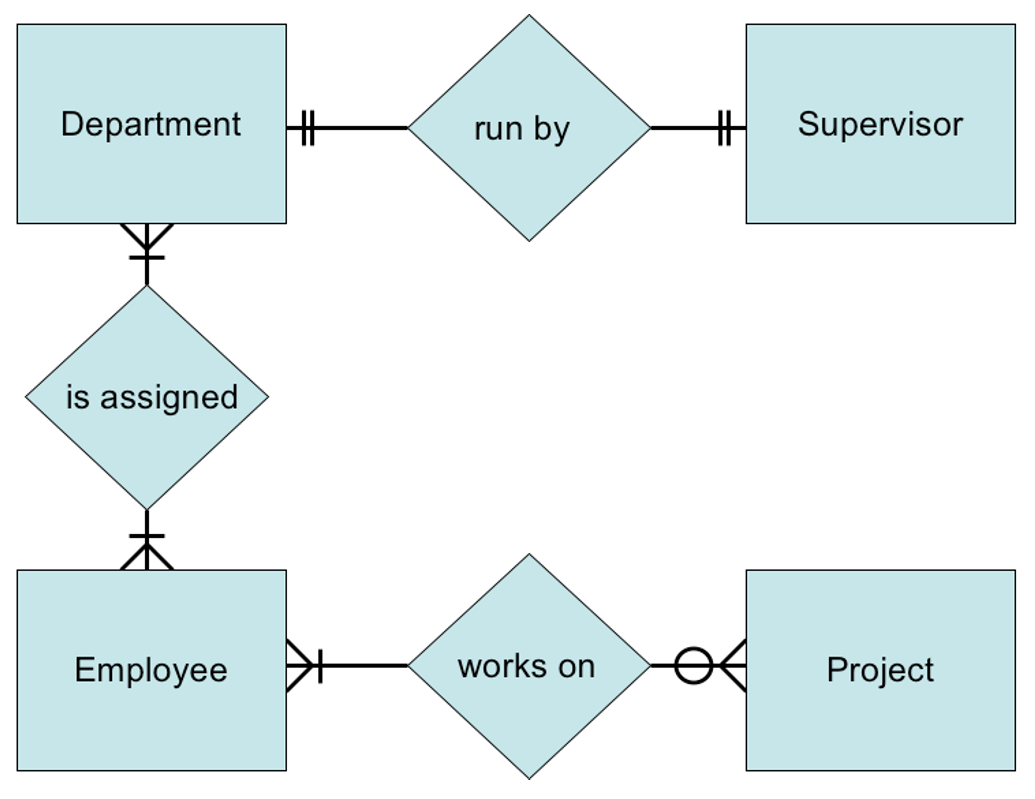 Department
run by
Supervisor
is assigned
Employee
works on
Project